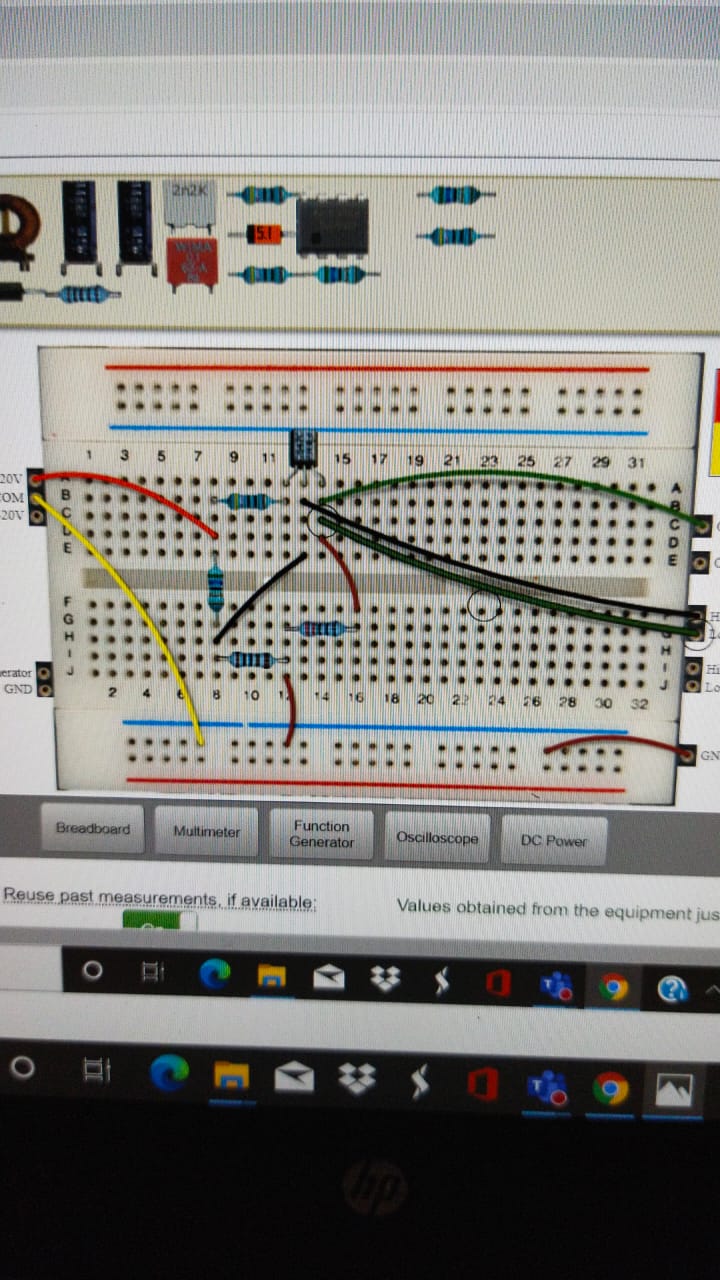 2n2K
5.1
WIMA
1 3 5 7 9 11 15 17 19 21 23 25 27 29 31
20V
COM
20V
A
B
C
D
E
A
B
C
D
E
F
G
H
I
J
H
I
J
erator
GND
Hi
Lo
2 4 6 8 10 14 16 18 20 22 24 26 28 30 32
GN
Breadboard
Multimeter
Function
Generator
Oscilloscope
DC Power
Reuse past measurements, if available:
Values obtained from the equipment jus
hp